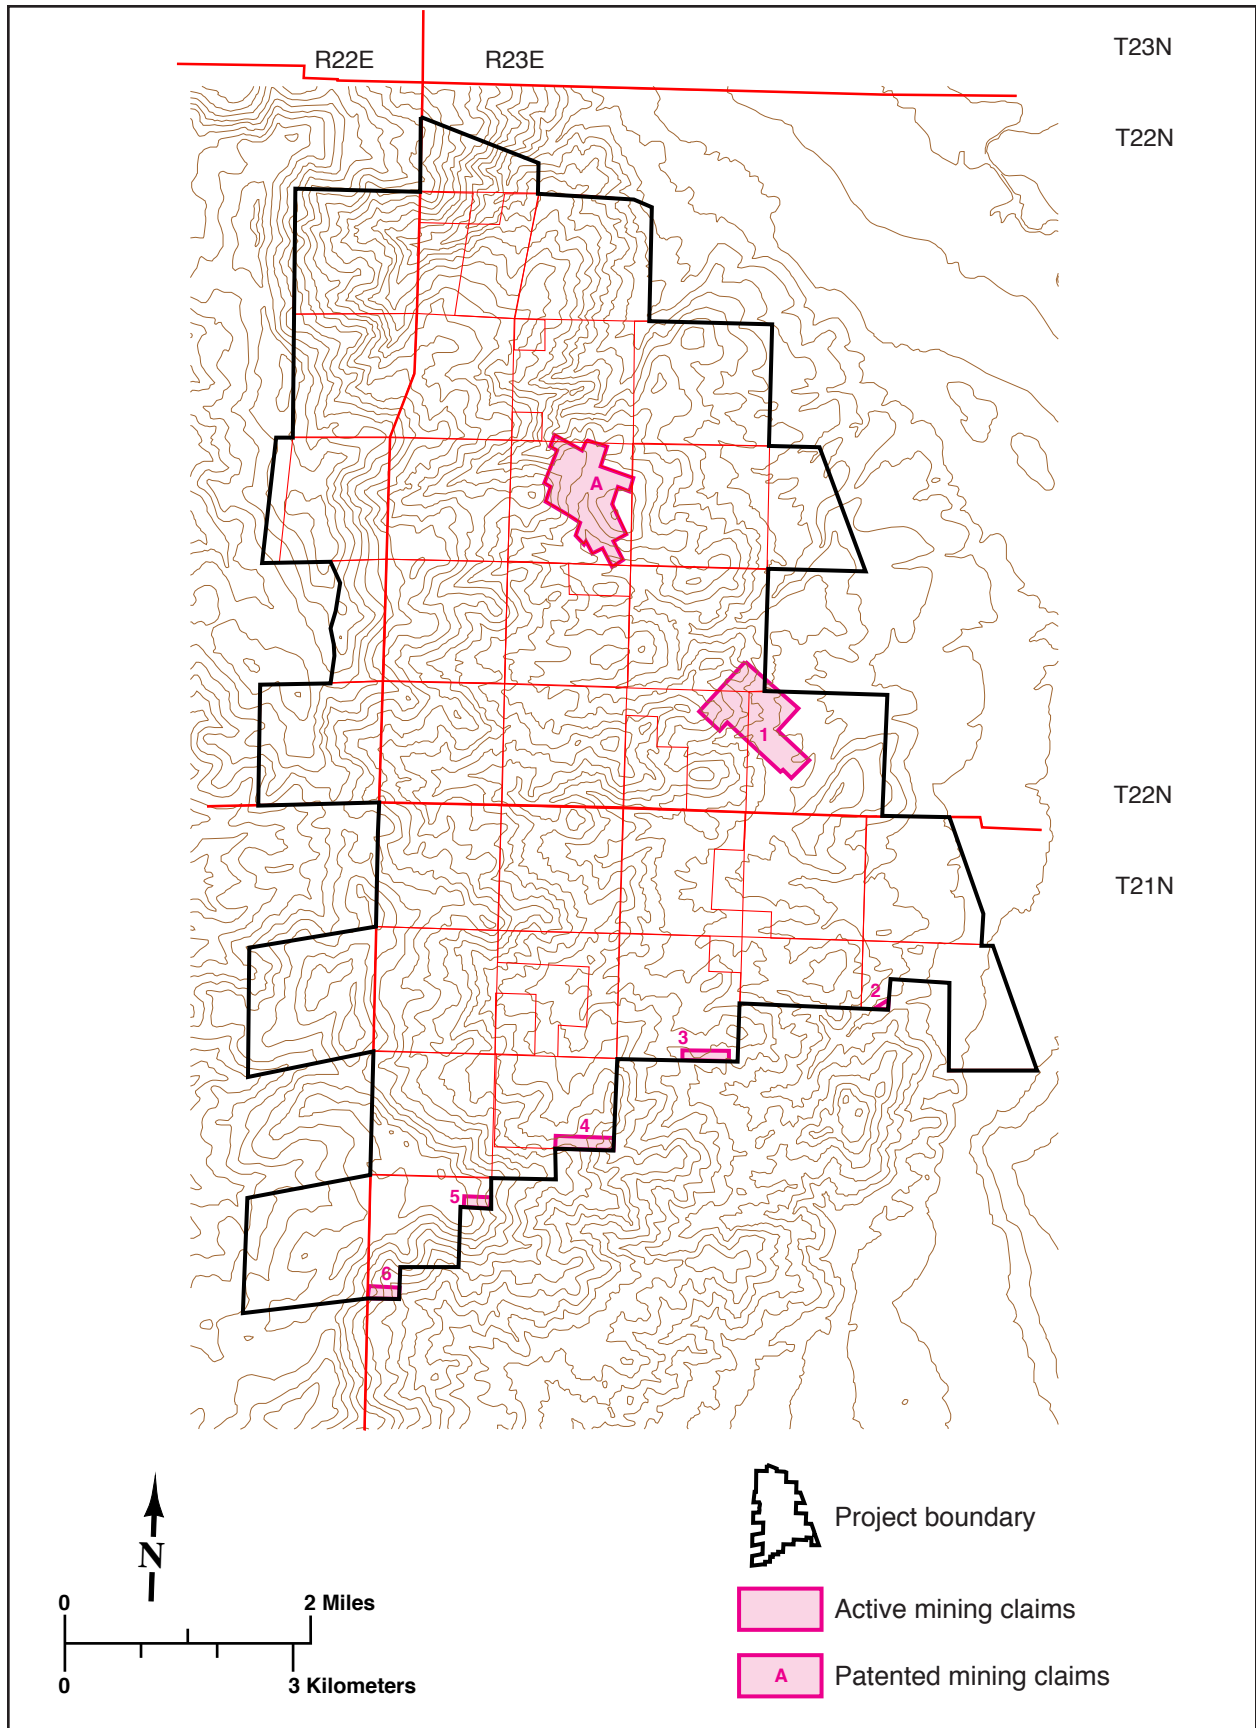 T23N
R22E R23E
T22N
A
1
T22N
T21N
2
3
4
5
6
N
0 2 Miles
0 3 Kilometers
Project boundary
Active mining claims
A Patented mining claims